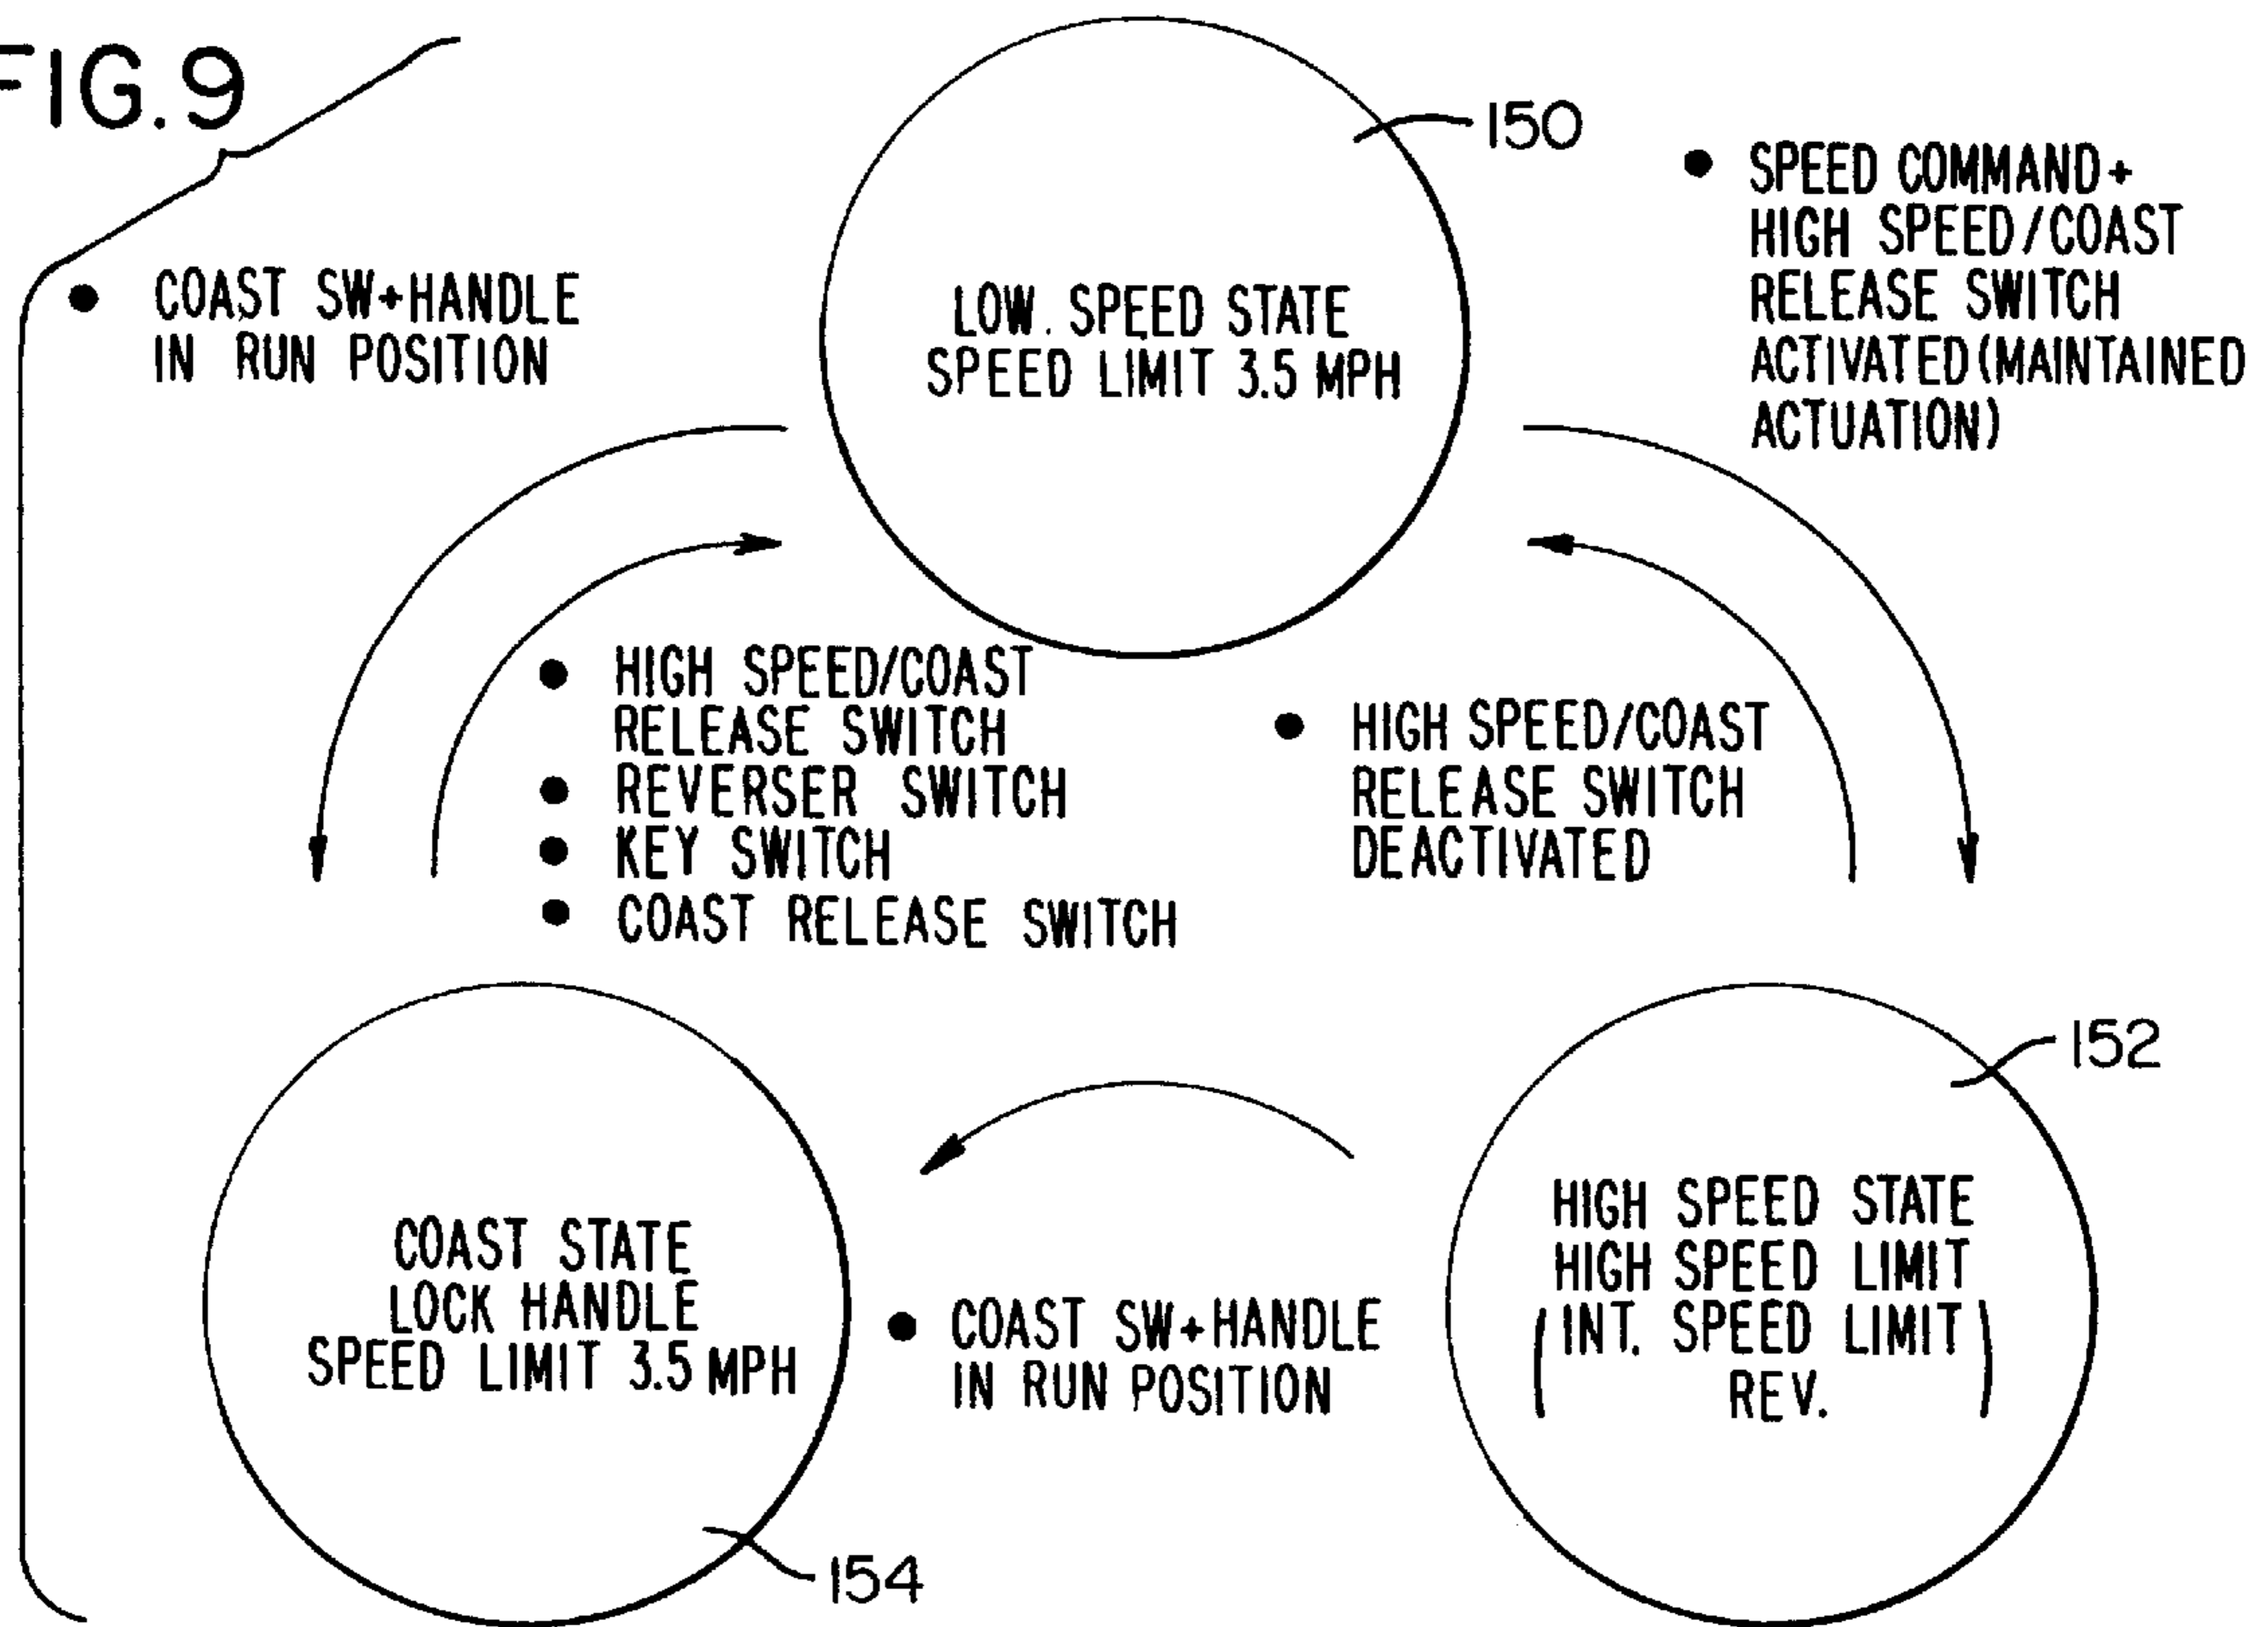 FIG. 9
150
● SPEED COMMAND+
HIGH SPEED/COAST
RELEASE SWITCH
ACTIVATED (MAINTAINED
ACTUATION)
● COAST SW+HANDLE
IN RUN POSITION
LOW SPEED STATE
SPEED LIMIT 3.5 MPH
● HIGH SPEED/COAST
RELEASE SWITCH
● REVERSER SWITCH
● KEY SWITCH
● COAST RELEASE SWITCH
● HIGH SPEED/COAST
RELEASE SWITCH
DEACTIVATED
152
COAST STATE
LOCK HANDLE
SPEED LIMIT 3.5 MPH
154
● COAST SW+HANDLE
IN RUN POSITION
HIGH SPEED STATE
HIGH SPEED LIMIT
(INT. SPEED LIMIT
REV.)